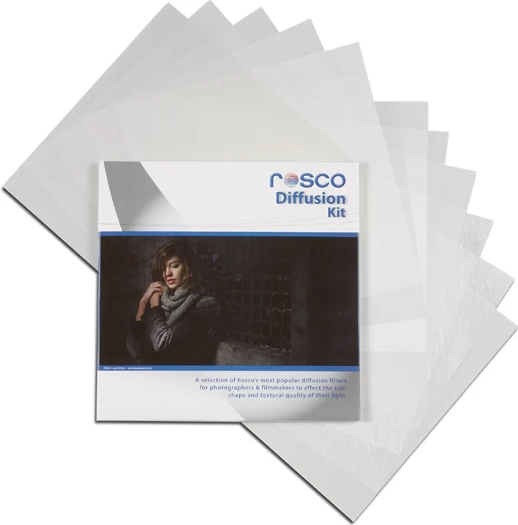 rosco
Diffusion
Kit
A selection of Rosco's most popular diffusion filters
for photographers & filmmakers to affect the size,
shape and textural quality of their light.